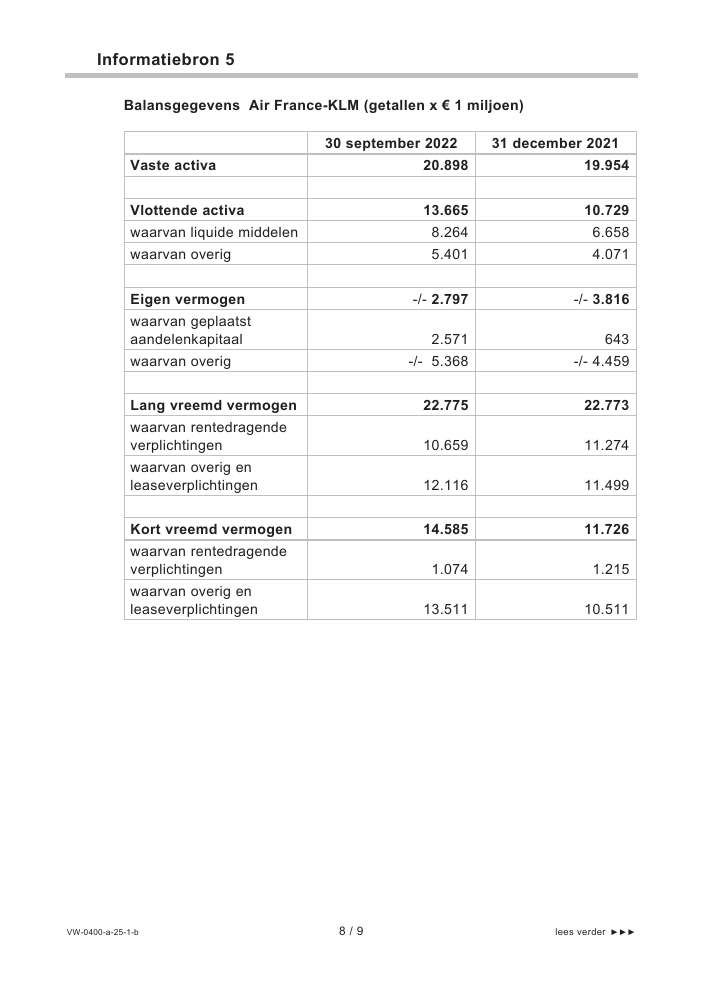 Informatiebron 5
Balansgegevens Air France-KLM (getallen x € 1 miljoen)
30 september 2022 31 december 2021
Vaste activa 20.898 19.954
Vlottende activa 13.665 10.729
waarvan liquide middelen 8.264 6.658
waarvan overig 5.401 4.071
Eigen vermogen -/- 2.797 -/- 3.816
waarvan geplaatst
aandelenkapitaal 2.571 643
waarvan overig -/- 5.368 -/- 4.459
Lang vreemd vermogen 22.775 22.773
waarvan rentedragende
verplichtingen 10.659 11.274
waarvan overig en
leaseverplichtingen 12.116 11.499
Kort vreemd vermogen 14.585 11.726
waarvan rentedragende
verplichtingen 1.074 1.215
waarvan overig en
leaseverplichtingen 13.511 10.511
VW-0400-a-25-1-b 8 / 9 lees verder ►►►